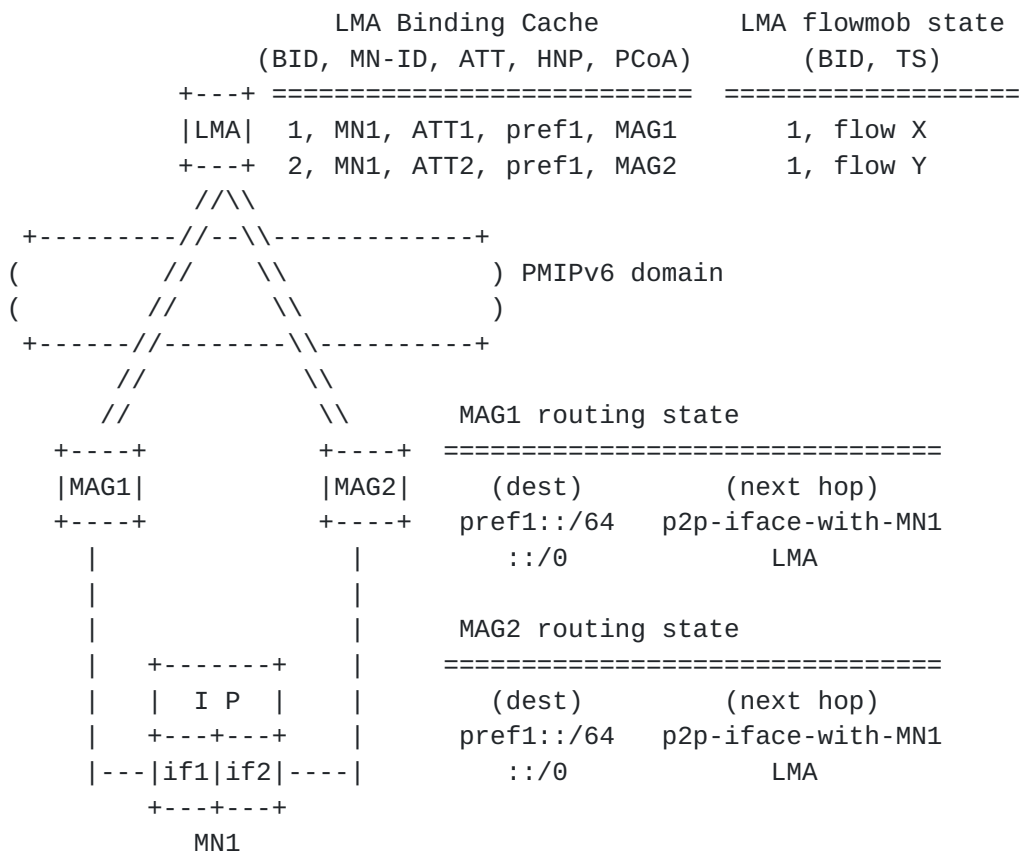 LMA Binding Cache         LMA flowmob state
                (BID, MN-ID, ATT, HNP, PCoA)       (BID, TS)
           +---+ ===========================  ===================
           |LMA|  1, MN1, ATT1, pref1, MAG1       1, flow X
           +---+  2, MN1, ATT2, pref1, MAG2       1, flow Y
            //\\
 +---------//--\\-------------+
(         //    \\             ) PMIPv6 domain
(        //      \\            )
 +------//--------\\----------+
       //          \\
      //            \\       MAG1 routing state
   +----+           +----+  ================================
   |MAG1|           |MAG2|     (dest)         (next hop)
   +----+           +----+   pref1::/64   p2p-iface-with-MN1
     |                |         ::/0             LMA
     |                |
     |                |      MAG2 routing state
     |   +-------+    |     ================================
     |   |  I P  |    |        (dest)         (next hop)
     |   +---+---+    |      pref1::/64   p2p-iface-with-MN1
     |---|if1|if2|----|         ::/0             LMA
         +---+---+
            MN1